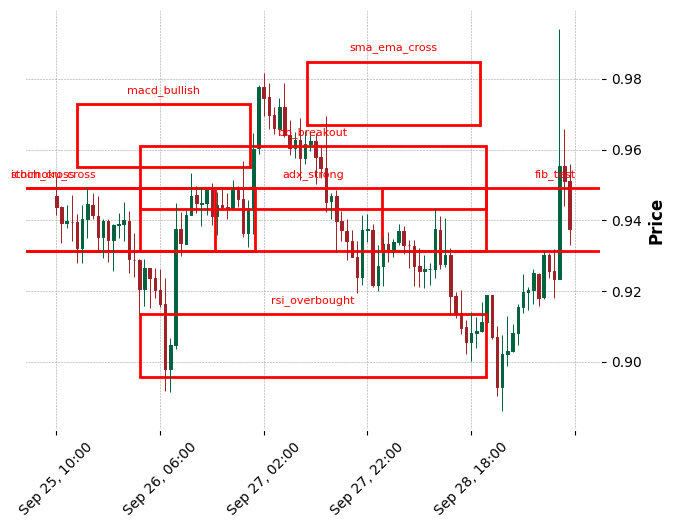 sma_ema_cross
0.98
macd_bullish
0.96
bb_breakout
adx_strong
fib_test
0.94
Price
0.92
rsi_overbought
0.90
Sep 25, 10:00
Sep 26, 06:00
Sep 27, 02:00
Sep 27, 22:00
Sep 28, 18:00